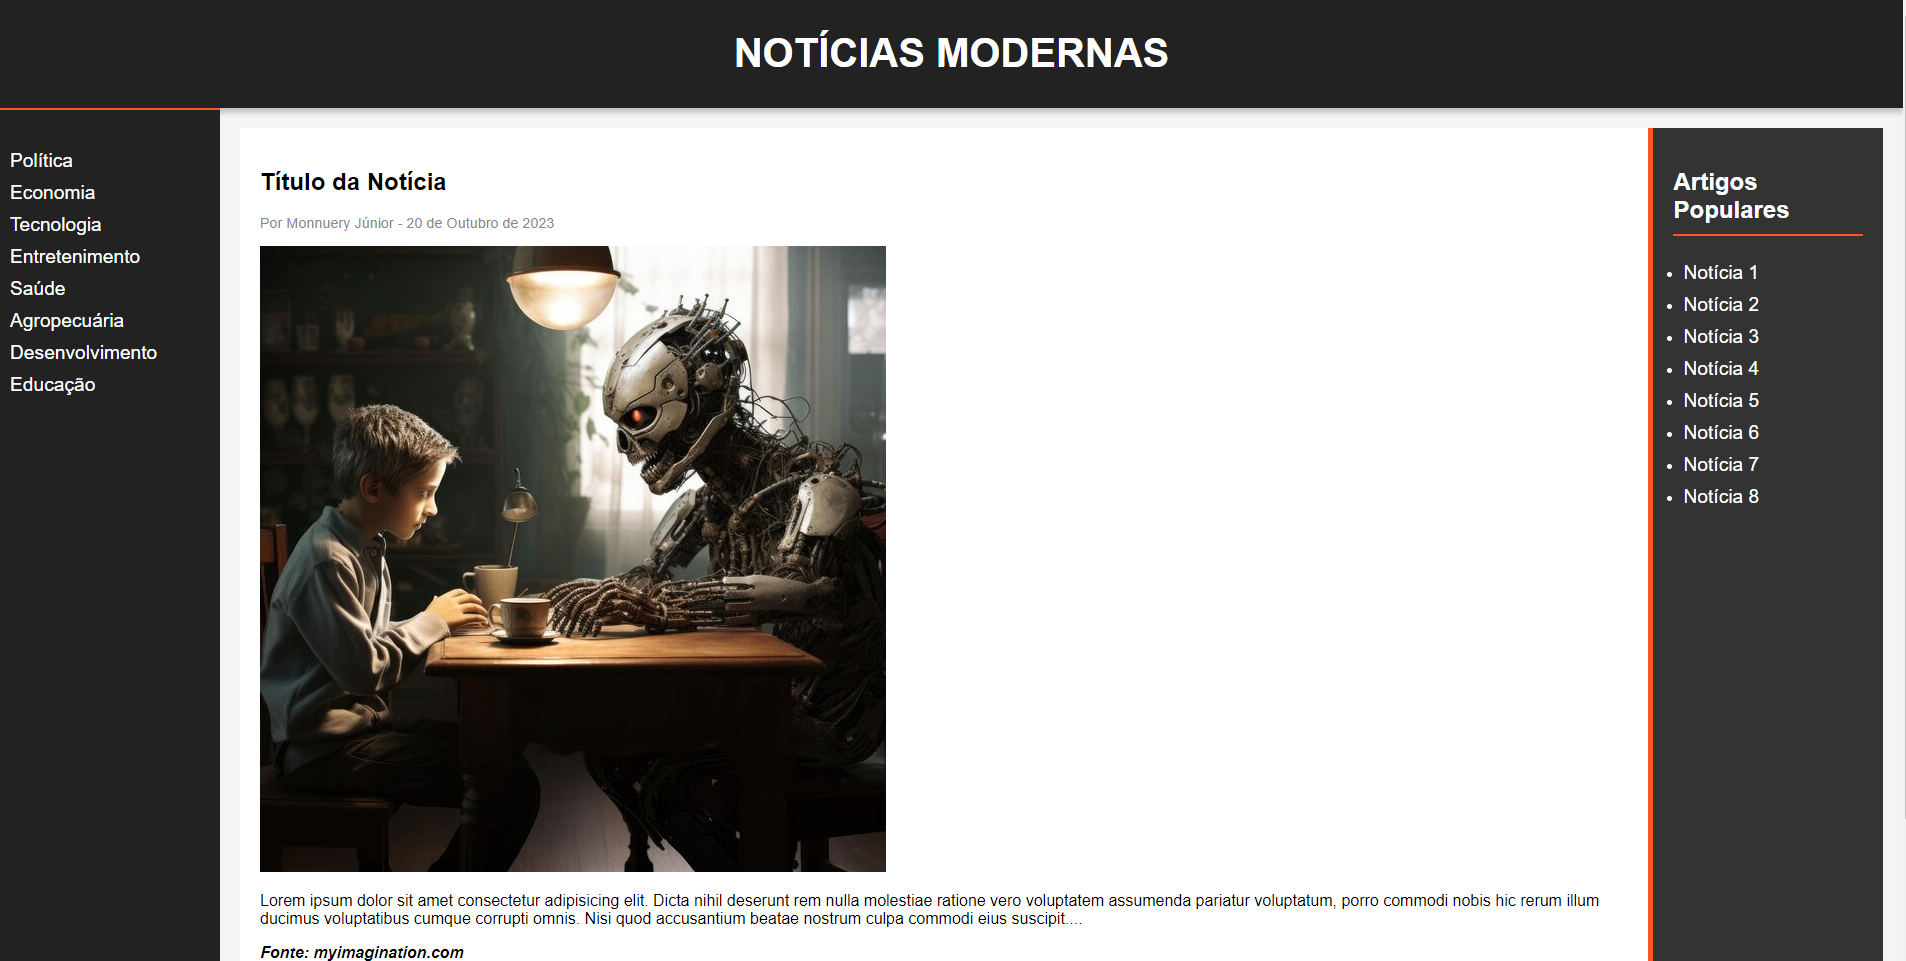 NOTÍCIAS MODERNAS
Política
Economia
Tecnologia
Entretenimento
Saúde
Agropecuária
Desenvolvimento
Educação
Título da Notícia
Por Monnuery Júnior - 20 de Outubro de 2023
Lorem ipsum dolor sit amet consectetur adipisicing elit. Dicta nihil deserunt rem nulla molestiae ratione vero voluptatem assumenda pariatur voluptatum, porro commodi nobis hic rerum illum
ducimus voluptatibus cumque corrupti omnis. Nisi quod accusantium beatae nostrum culpa commodi eius suscipit....
Fonte: myimagination.com
Artigos
Populares
Notícia 1
Notícia 2
Notícia 3
Notícia 4
Notícia 5
Notícia 6
Notícia 7
Notícia 8